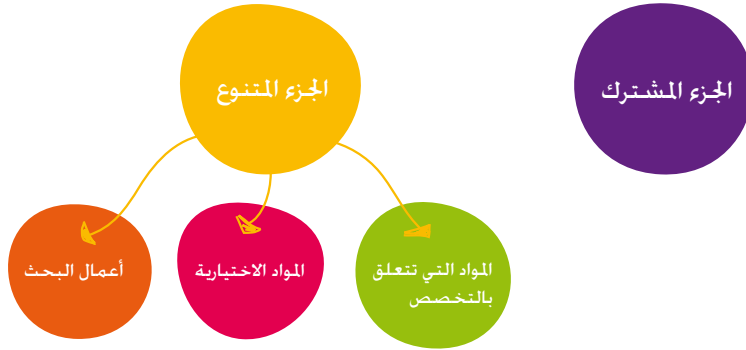 الجزء المشترك
الجزء المتنوع
المواد التي تتعلق
بالتخصص
المواد الاختيارية
أعمال البحث